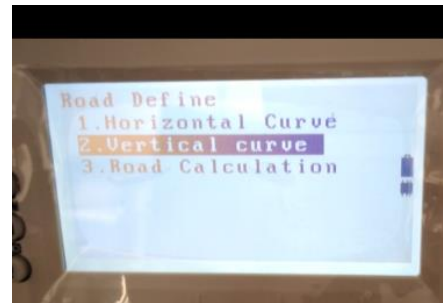 Road Define
1.Horizontal Curve
2.Vertical curve
3.Road Calculation